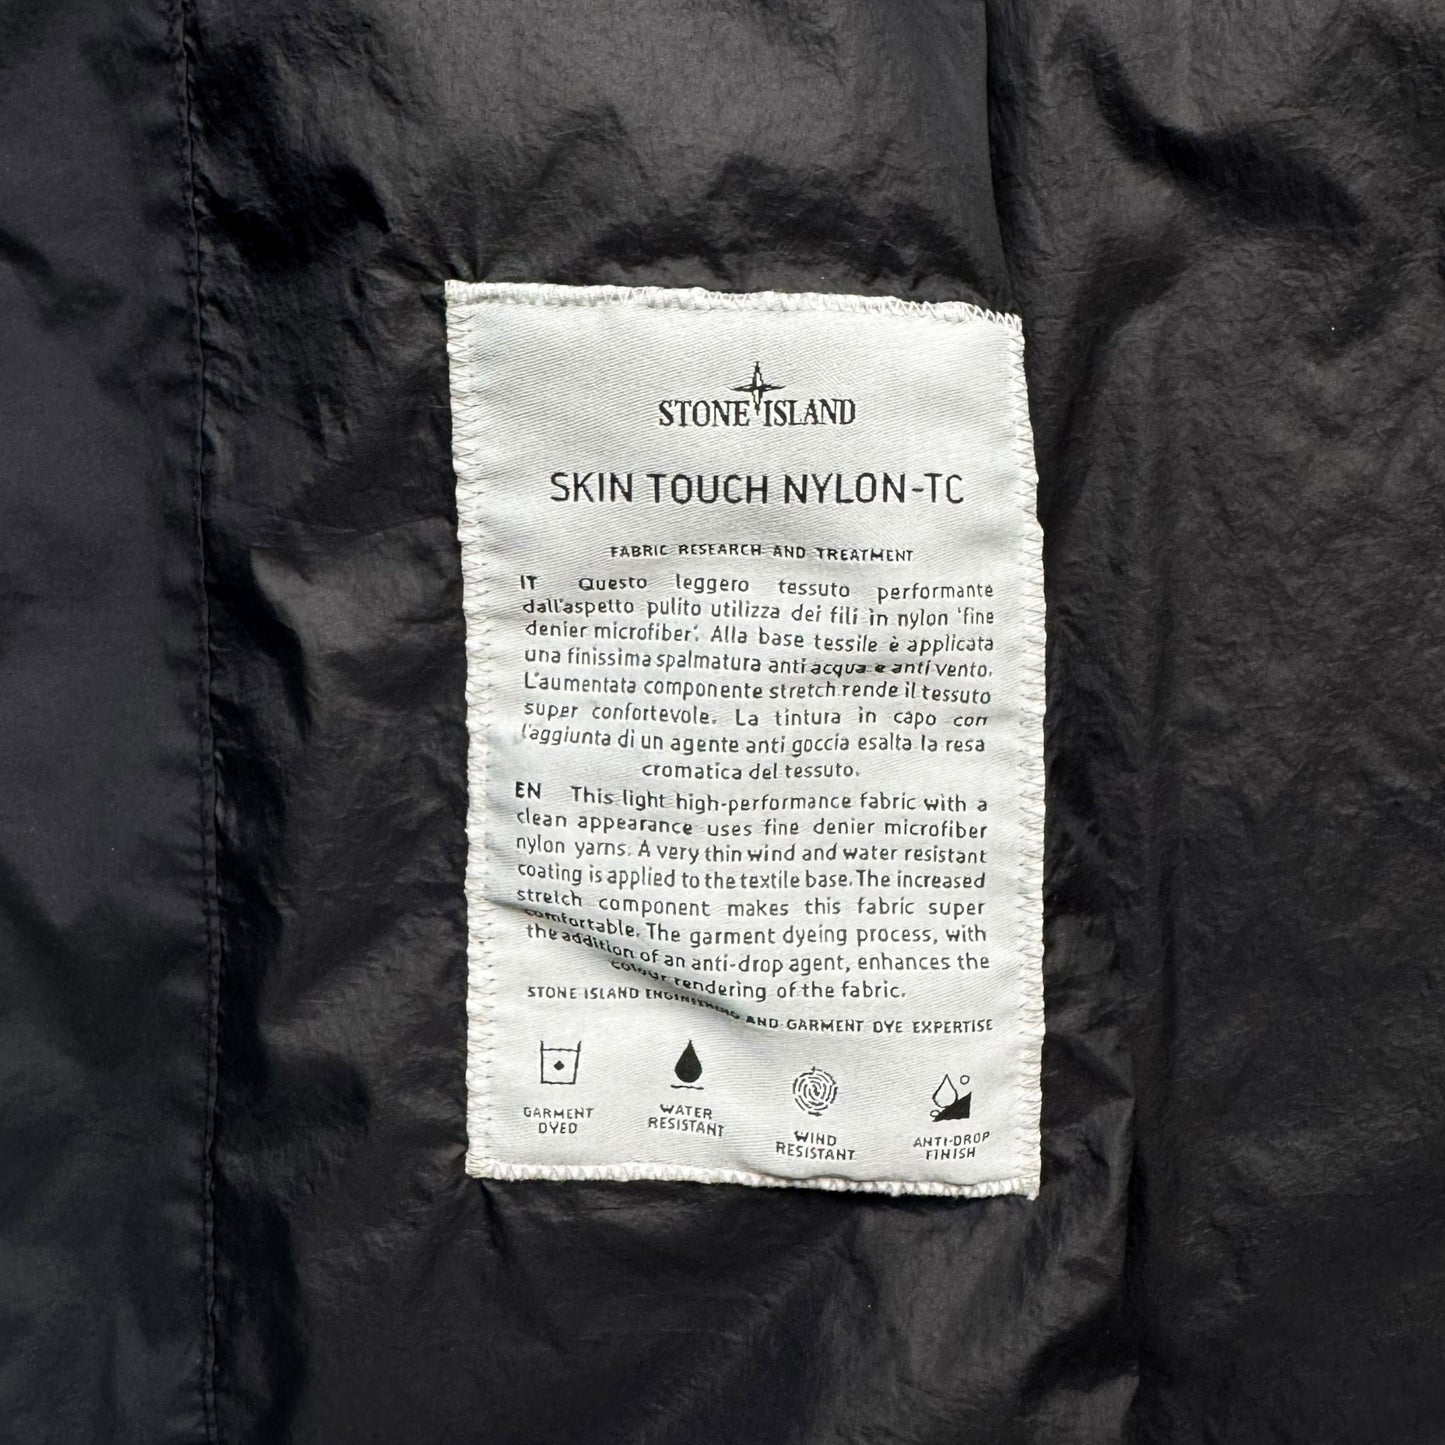 STONE ISLAND
SKIN TOUCH NYLON-TC
FABRIC RESEARCH AND TREATMENT
IT Questo leggero tessuto performante
dall'aspetto pulito utilizza dei fili in nylon 'fine
denier microfiber'. Alla base tessile è applicata
una finissima spalmatura anti acqua e anti vento.
L'aumentata componente stretch rende il tessuto
super confortevole. La tintura in capo con
l'aggiunta di un agente anti goccia esalta la resa
cromatica del tessuto.
EN This light high-performance fabric with a
clean appearance uses fine denier microfiber
nylon yarns. A very thin wind and water resistant
coating is applied to the textile base. The increased
stretch component makes this fabric super
comfortable. The garment dyeing process, with
the addition of an anti-drop agent, enhances the
colour rendering of the fabric.
STONE ISLAND ENGINEERING AND GARMENT DYE EXPERTISE
GARMENT
DYED
WATER
RESISTANT
WIND
RESISTANT
ANTI-DROP
FINISH